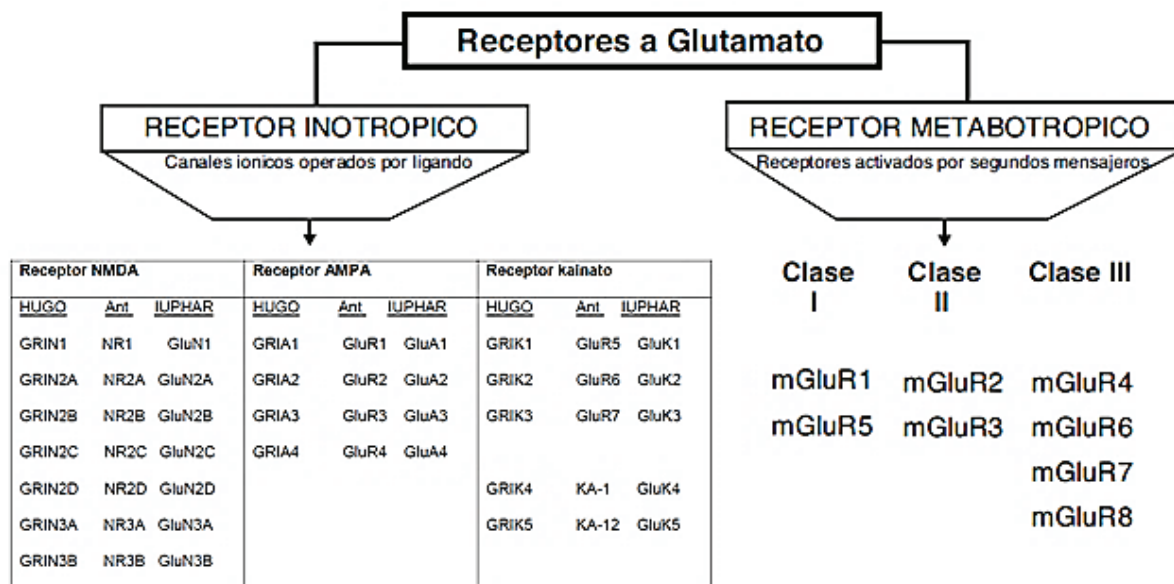 Receptores a Glutamato
RECEPTOR INOTROPICO
Canales ionicos operados por ligando
Receptor NMDA
HUGO Ant IUPHAR
GRIN1 NR1 GluN1
GRIN2A NR2A GluN2A
GRIN2B NR2B GluN2B
GRIN2C NR2C GluN2C
GRIN2D NR2D GluN2D
GRIN3A NR3A GluN3A
GRIN3B NR3B GluN3B
Receptor AMPA
HUGO Ant IUPHAR
GRIA1 GluR1 GluA1
GRIA2 GluR2 GluA2
GRIA3 GluR3 GluA3
GRIA4 GluR4 GluA4
Receptor kainato
HUGO Ant IUPHAR
GRIK1 GluR5 GluK1
GRIK2 GluR6 GluK2
GRIK3 GluR7 GluK3
GRIK4 KA-1 GluK4
GRIK5 KA-12 GluK5
RECEPTOR METABOTROPICO
Receptores activados por segundos mensajeros
Clase
I
mGluR1
mGluR5
Clase
II
mGluR2
mGluR3
Clase III
mGluR4
mGluR6
mGluR7
mGluR8